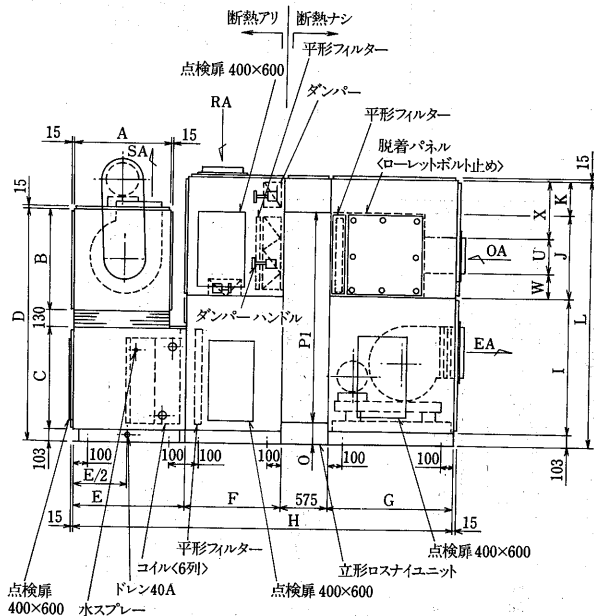 断熱アリ 断熱ナシ
平形フィルター
点検扉 400×600
ダンパー
RA
平形フィルター
脱着パネル
〈ローレットボルト止め〉
15 A 15
SA
15
15
K
X
B
OA
U
J
W
D
ダンパーハンドル
L
130
P1
EA
C
I
103
100 100 100 100
O
100 100
103
E/2
E F 575 G
15 H 15
平形フィルター
コイル〈6列〉
立形ロスナイユニット
点検扉 400×600
点検扉
400×600
ドレン40A
水スプレー
点検扉 400×600